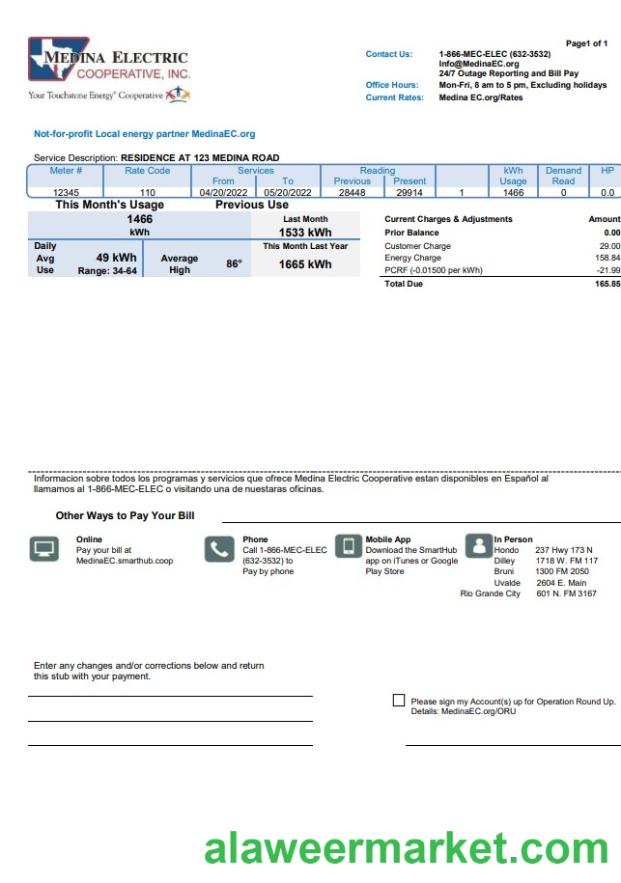 Page1 of 1
MEDINA ELECTRIC
COOPERATIVE, INC.
Your Touchstone Energy® Cooperative
Contact Us: 1-866-MEC-ELEC (632-3532)
Info@MedinaEC.org
24/7 Outage Reporting and Bill Pay
Office Hours: Mon-Fri, 8 am to 5 pm, Excluding holidays
Current Rates: Medina EC.org/Rates
Not-for-profit Local energy partner MedinaEC.org
Service Description: RESIDENCE AT 123 MEDINA ROAD
Meter # Rate Code Services Reading kWh Demand HP
From To Previous Present Usage Read
12345 110 04/20/2022 05/20/2022 28448 29914 1 1466 0 0.0
This Month's Usage Previous Use
1466 Last Month
kWh 1533 kWh
Daily This Month Last Year
Avg 49 kWh Average 86° 1665 kWh
Use Range: 34-64 High
Current Charges & Adjustments Amount
Prior Balance 0.00
Customer Charge 29.00
Energy Charge 158.84
PCRF (-0.01500 per kWh) -21.99
Total Due 165.85
Informacion sobre todos los programas y servicios que ofrece Medina Electric Cooperative estan disponibles en Español al
llamamos al 1-866-MEC-ELEC o visitando una de nuestaras oficinas.
Other Ways to Pay Your Bill
Online
Pay your bill at
MedinaEC.smarthub.coop
Phone
Call 1-866-MEC-ELEC
(632-3532) to
Pay by phone
Mobile App
Download the SmartHub
app on iTunes or Google
Play Store
In Person
Hondo 237 Hwy 173 N
Dilley 1718 W. FM 117
Bruni 1300 FM 2050
Uvalde 2604 E. Main
Rio Grande City 601 N. FM 3167
Enter any changes and/or corrections below and return
this stub with your payment.
Please sign my Account(s) up for Operation Round Up.
Details: MedinaEC.org/ORU
alaweermarket.com